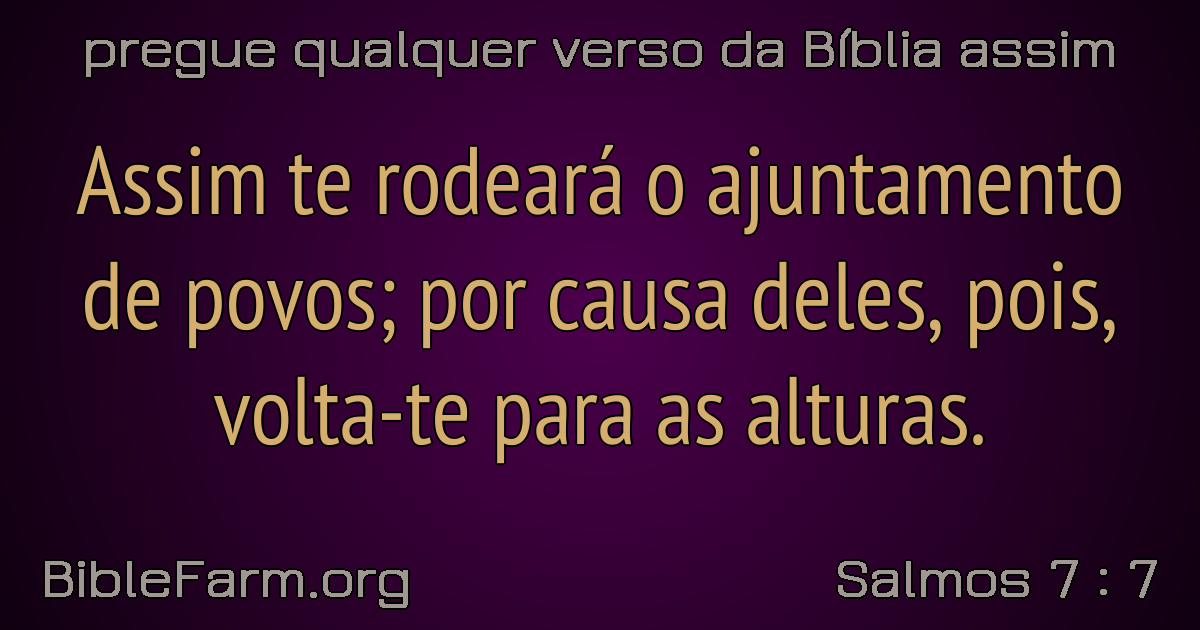 pregue qualquer verso da Bíblia assim
Assim te rodeará o ajuntamento
de povos; por causa deles, pois,
volta-te para as alturas.
BibleFarm.org
Salmos 7 : 7